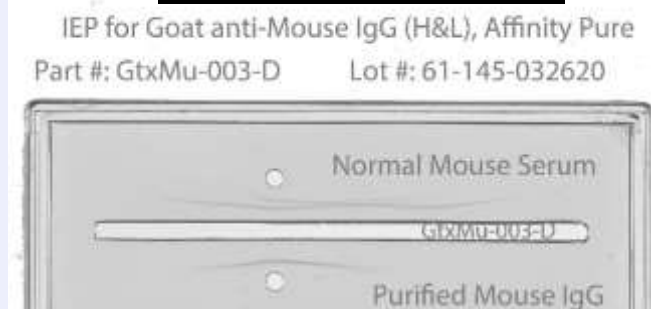 IEP for Goat anti-Mouse IgG (H&L), Affinity Pure
Part #: GtxMu-003-D Lot #: 61-145-032620
Normal Mouse Serum
GtxMu-003-D
Purified Mouse IgG